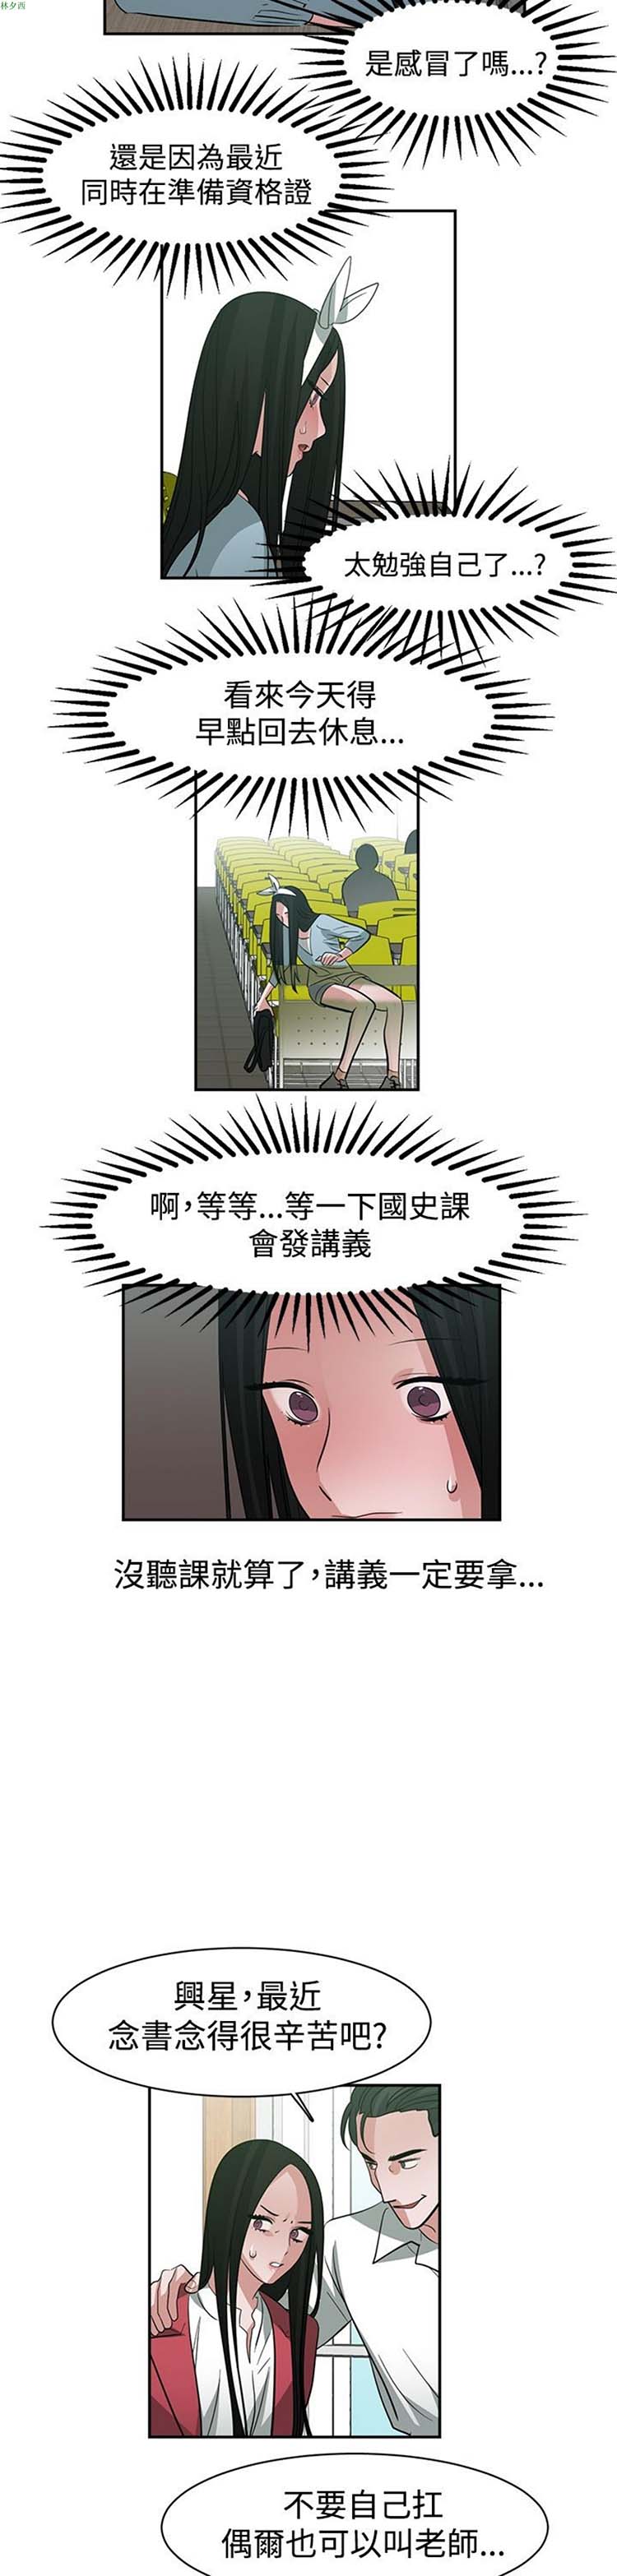 林夕西
是感冒了嗎...?
還是因為最近
同時在準備資格證
太勉強自己了...?
看來今天得
早點回去休息...
啊,等等...等一下國史課
會發講義
沒聽課就算了,講義一定要拿...
興星,最近
念書念得很辛苦吧?
不要自己扛
偶爾也可以叫老師...